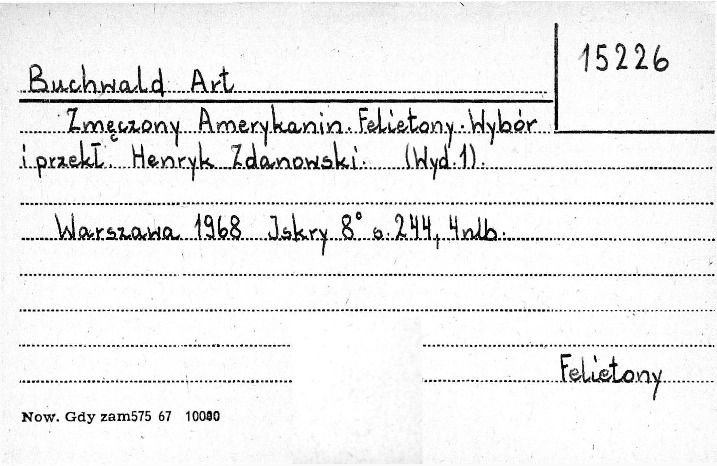 15226
Buchwald Art
Zmęczony Amerykanin. Felietony. Wybór
i przekł. Henryk Zdanowski. (Wyd.1).
Warszawa 1968 Iskry 8° s. 244, 4nlb.
Felietony
Now. Gdy zam575 67 10080